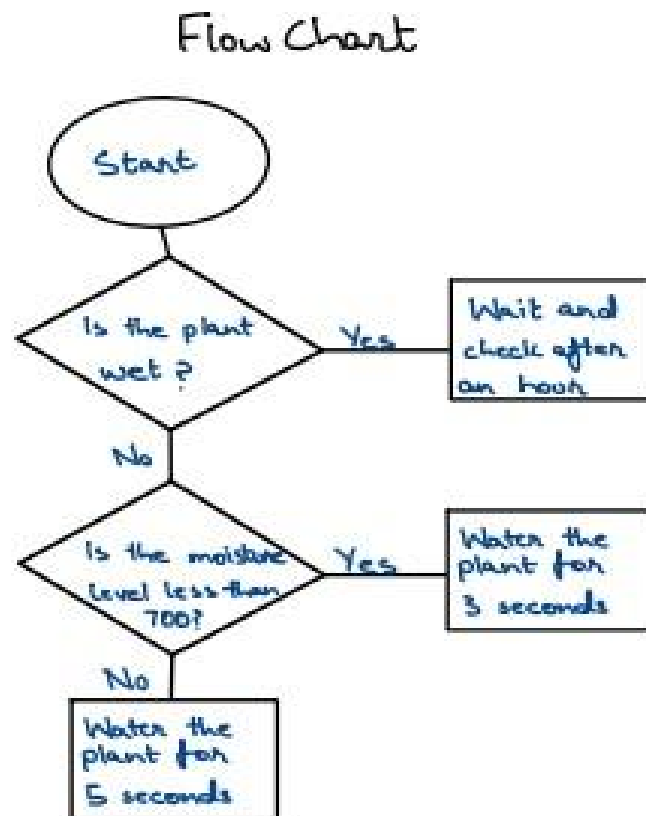 Flow Chart
Start
Is the plant
wet?
Yes
Wait and
check after
an hour
No
Is the moisture
level less than
700?
Yes
Water the
plant for
3 seconds
No
Water the
plant for
5 seconds